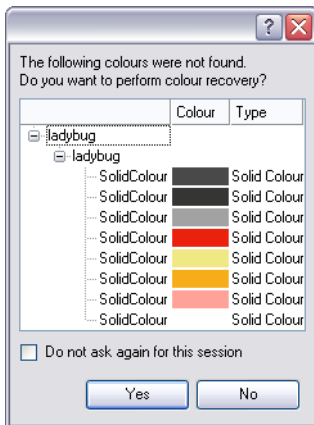 ?
The following colours were not found.
Do you want to perform colour recovery?
Colour Type
ladybug
ladybug
SolidColour Solid Colour
SolidColour Solid Colour
SolidColour Solid Colour
SolidColour Solid Colour
SolidColour Solid Colour
SolidColour Solid Colour
SolidColour Solid Colour
SolidColour Solid Colour
Do not ask again for this session
Yes No